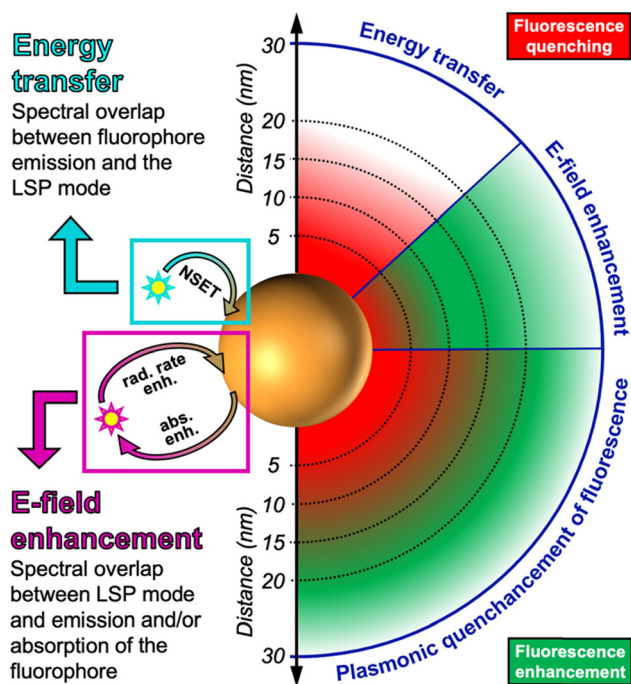 Energy
transfer
Spectral overlap
between fluorophore
emission and the
LSP mode
NSET
rad. rate
enh.
abs.
enh.
E-field
enhancement
Spectral overlap
between LSP mode
and emission and/or
absorption of the
fluorophore
30
20
15
10
5
Distance (nm)
5
10
15
20
30
Distance (nm)
Fluorescence
quenching
Energy transfer
E-field enhancement
Plasmonic quenchancement of fluorescence
Fluorescence
enhancement